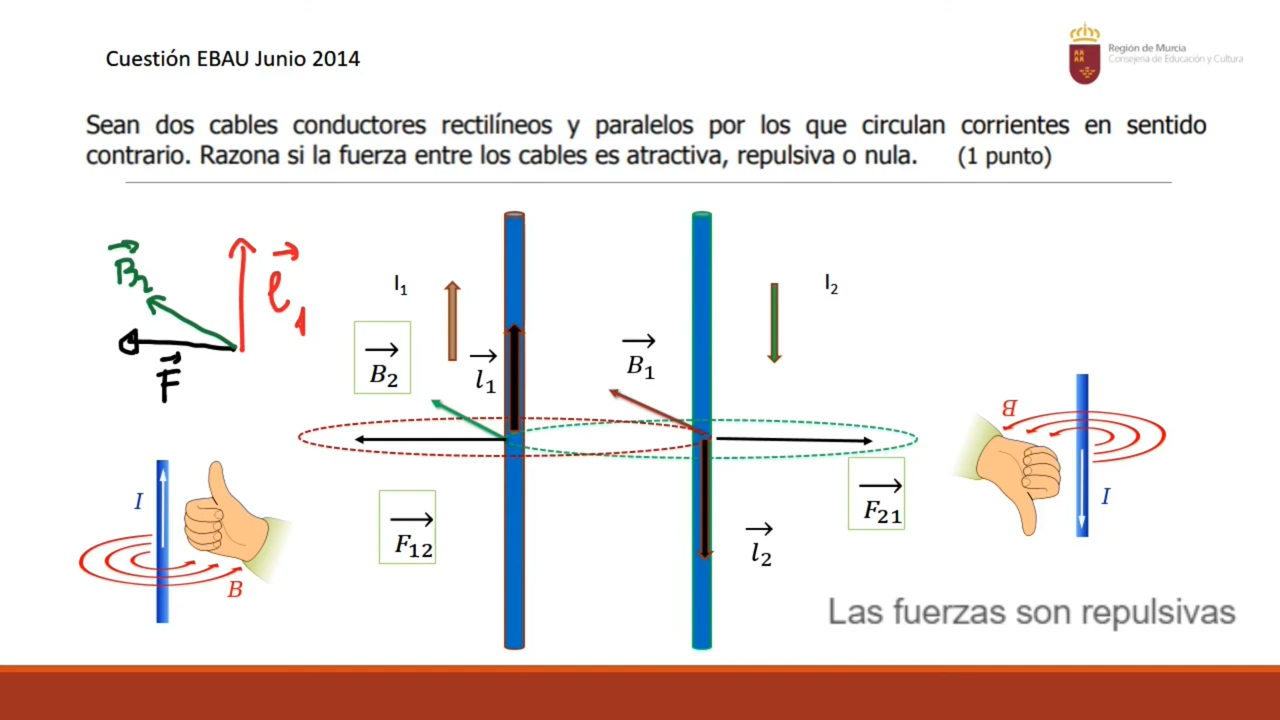 Cuestión EBAU Junio 2014
Región de Murcia
Consejería de Educación y Cultura
Sean dos cables conductores rectilíneos y paralelos por los que circulan corrientes en sentido
contrario. Razona si la fuerza entre los cables es atractiva, repulsiva o nula. (1 punto)
B₂
l₁
F
I₁
I₂
B₂
l₁
B₁
B
I
I
B
F₁₂
F₂₁
l₂
Las fuerzas son repulsivas